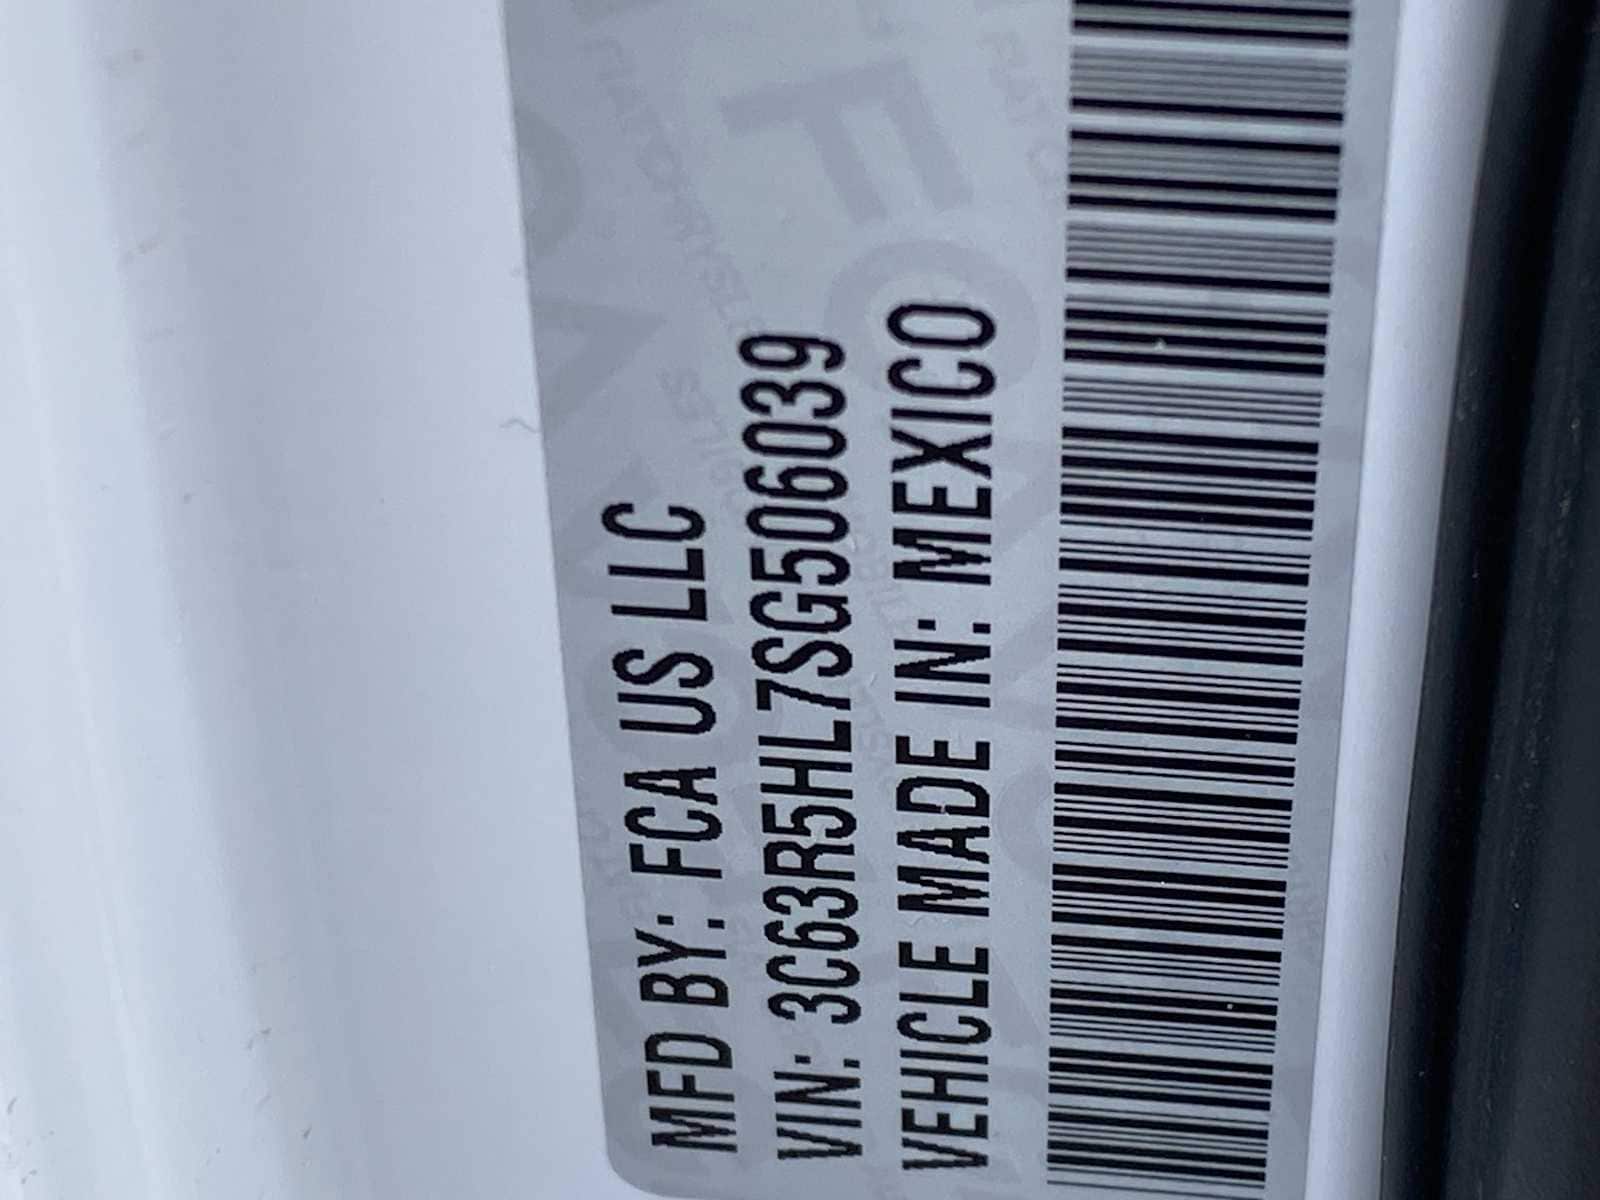 MFD BY: FCA US LLC
VIN: 3C63R5HL7SG506039
VEHICLE MADE IN: MEXICO